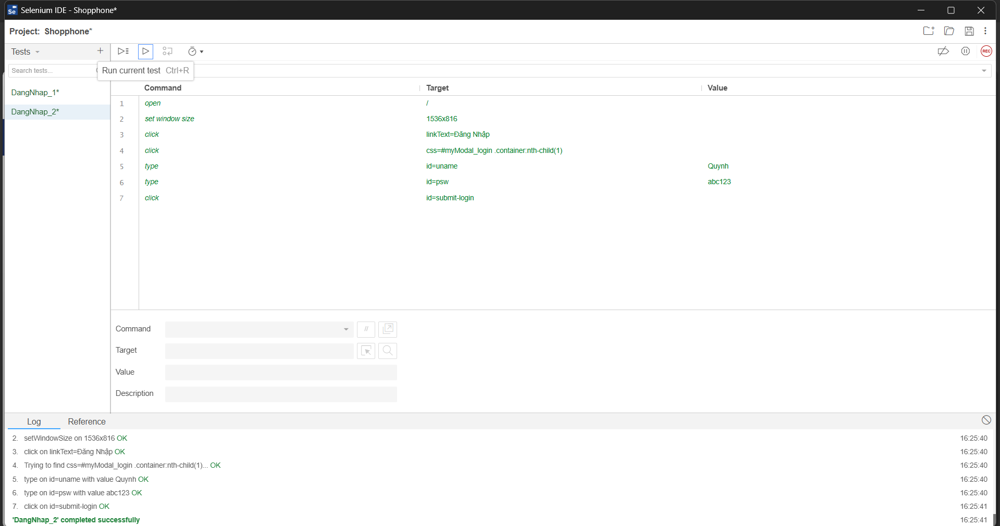 Selenium IDE - Shopphone*
Project: Shopphone*
Tests
REC
Search tests...
Run current test Ctrl+R
Command Target Value
DangNhap_1*
DangNhap_2*
1 open /
2 set window size 1536x816
3 click linkText=Đăng Nhập
4 click css=#myModal_login .container:nth-child(1)
5 type id=uname Quynh
6 type id=psw abc123
7 click id=submit-login
Command //
Target
Value
Description
Log Reference
2. setWindowSize on 1536x816 OK 16:25:40
3. click on linkText=Đăng Nhập OK 16:25:40
4. Trying to find css=#myModal_login .container:nth-child(1)... OK 16:25:40
5. type on id=uname with value Quynh OK 16:25:40
6. type on id=psw with value abc123 OK 16:25:40
7. click on id=submit-login OK 16:25:41
'DangNhap_2' completed successfully 16:25:41